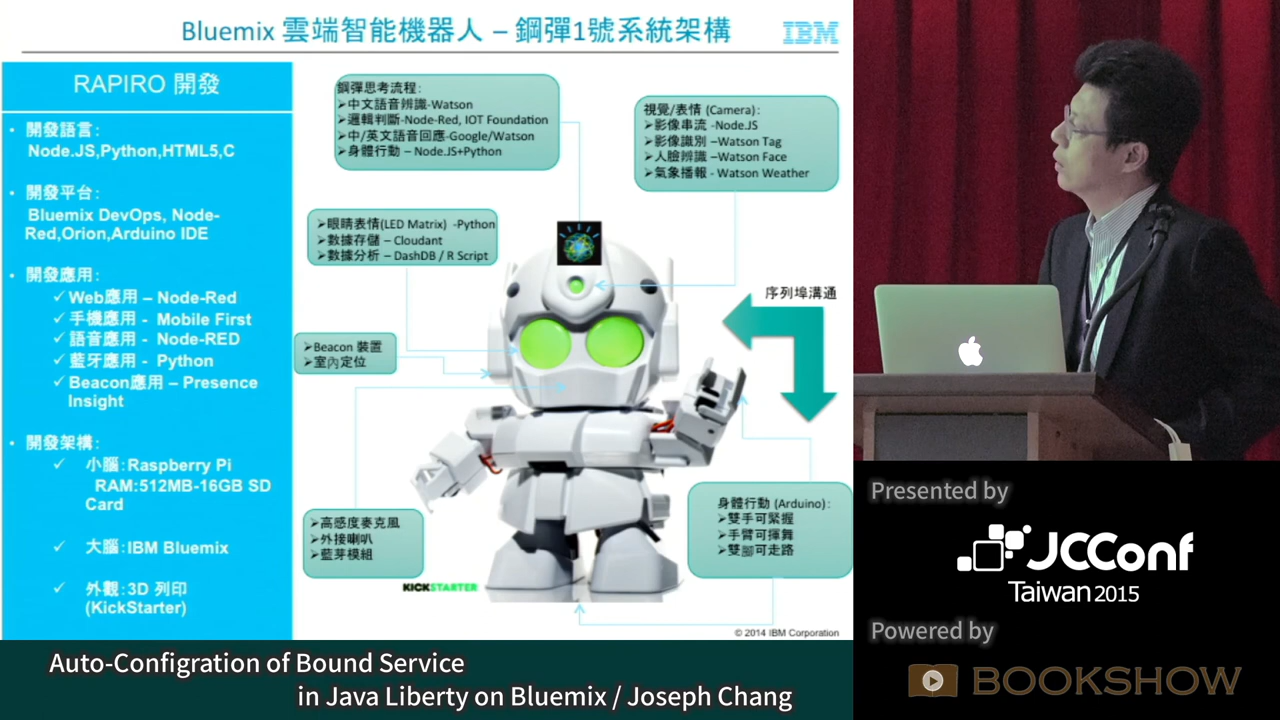 Bluemix 雲端智能機器人 – 鋼彈1號系統架構
IBM
RAPIRO 開發
• 開發語言:
Node.JS,Python,HTML5,C
• 開發平台:
Bluemix DevOps, Node-
Red,Orion,Arduino IDE
• 開發應用:
✓ Web應用 – Node-Red
✓ 手機應用 - Mobile First
✓ 語音應用 - Node-RED
✓ 藍牙應用 - Python
✓ Beacon應用 – Presence
Insight
• 開發架構:
✓ 小腦:Raspberry Pi
RAM:512MB-16GB SD
Card
✓ 大腦:IBM Bluemix
✓ 外觀:3D 列印
(KickStarter)
鋼彈思考流程:
➢中文語音辨識-Watson
➢邏輯判斷-Node-Red, IOT Foundation
➢中/英文語音回應-Google/Watson
➢身體行動 – Node.JS+Python
視覺/表情 (Camera):
➢影像串流 -Node.JS
➢影像識別 –Watson Tag
➢人臉辨識 –Watson Face
➢氣象播報 - Watson Weather
➢眼睛表情(LED Matrix) -Python
➢數據存儲 – Cloudant
➢數據分析 – DashDB / R Script
序列埠溝通
➢Beacon 裝置
➢室內定位
➢高感度麥克風
➢外接喇叭
➢藍芽模組
身體行動 (Arduino):
➢雙手可緊握
➢手臂可揮舞
➢雙腳可走路
KICKSTARTER
© 2014 IBM Corporation
Presented by
JCConf
Taiwan 2015
Powered by
BOOKSHOW
Auto-Configration of Bound Service
in Java Liberty on Bluemix / Joseph Chang